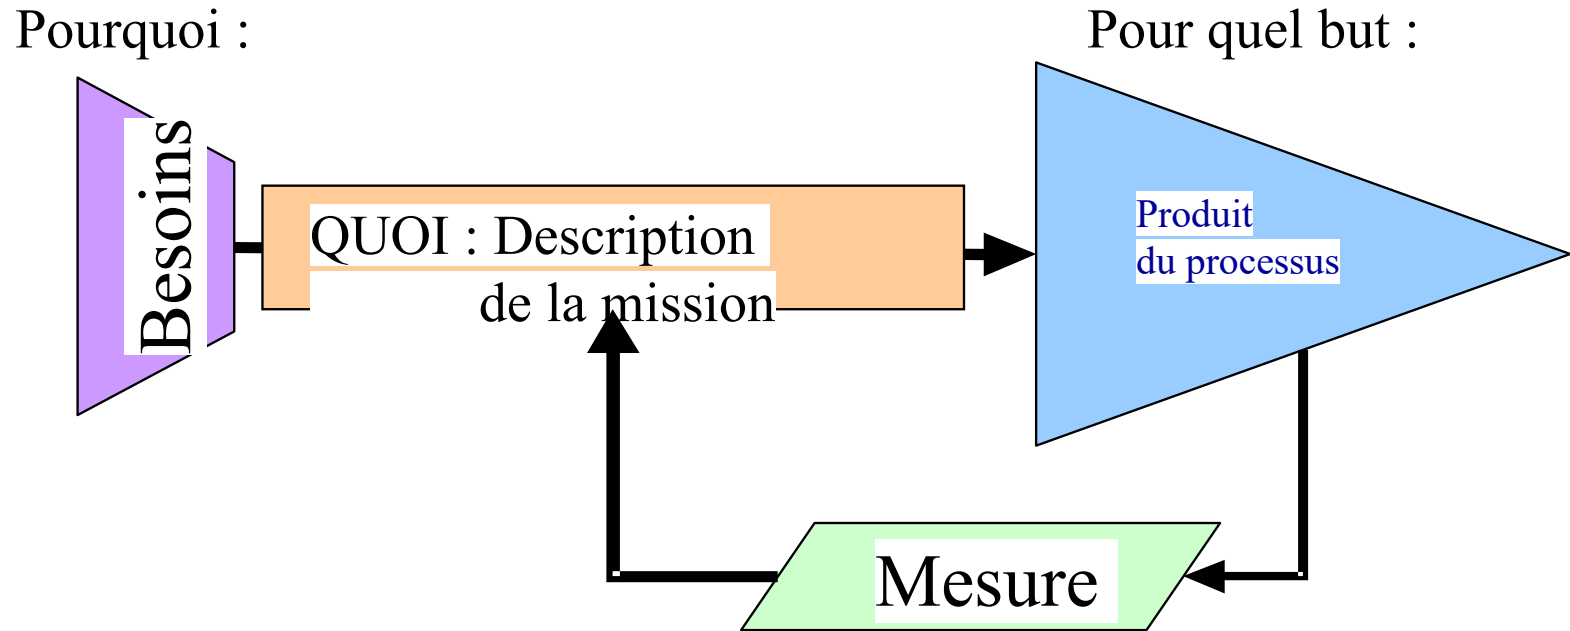 Pourquoi :
Pour quel but :
Besoins
QUOI : Description
de la mission
Produit
du processus
Mesure